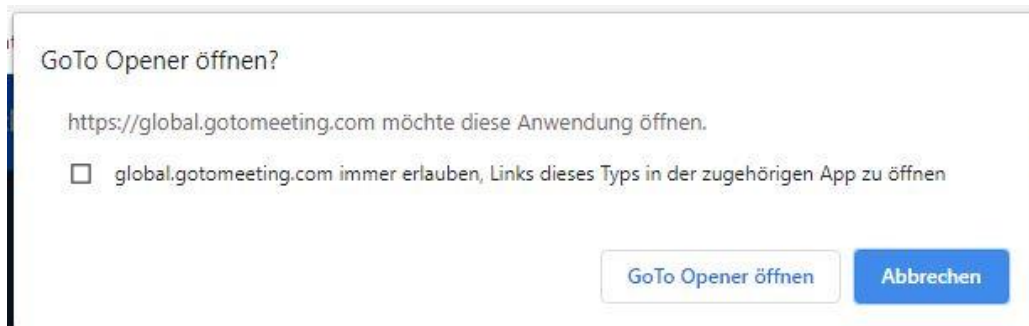 GoTo Opener öffnen?
https://global.gotomeeting.com möchte diese Anwendung öffnen.
global.gotomeeting.com immer erlauben, Links dieses Typs in der zugehörigen App zu öffnen
GoTo Opener öffnen Abbrechen